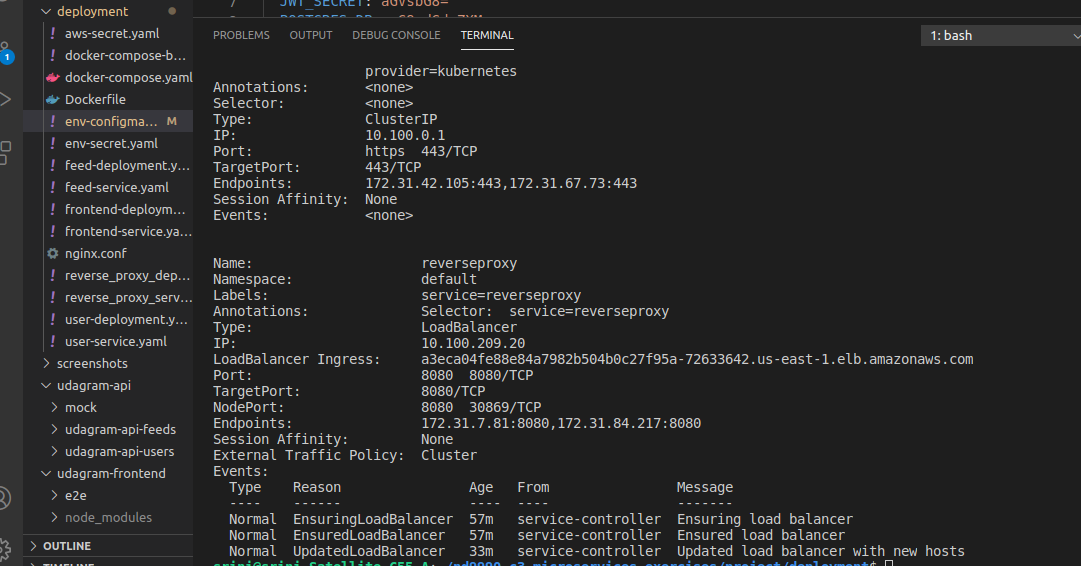 deployment
aws-secret.yaml
docker-compose-b...
docker-compose.yaml
Dockerfile
env-configma... M
env-secret.yaml
feed-deployment.y...
feed-service.yaml
frontend-deploym...
frontend-service.ya...
nginx.conf
reverse_proxy_dep...
reverse_proxy_serv...
user-deployment.y...
user-service.yaml
screenshots
udagram-api
mock
udagram-api-feeds
udagram-api-users
udagram-frontend
e2e
node_modules
OUTLINE
TIMELINE
1
7 JWT_SECRET: aGVsbG8=
PROBLEMS OUTPUT DEBUG CONSOLE TERMINAL 1: bash
provider=kubernetes
Annotations: <none>
Selector: <none>
Type: ClusterIP
IP: 10.100.0.1
Port: https 443/TCP
TargetPort: 443/TCP
Endpoints: 172.31.42.105:443,172.31.67.73:443
Session Affinity: None
Events: <none>
Name: reverseproxy
Namespace: default
Labels: service=reverseproxy
Annotations: Selector: service=reverseproxy
Type: LoadBalancer
IP: 10.100.209.20
LoadBalancer Ingress: a3eca04fe88e84a7982b504b0c27f95a-72633642.us-east-1.elb.amazonaws.com
Port: 8080 8080/TCP
TargetPort: 8080/TCP
NodePort: 8080 30869/TCP
Endpoints: 172.31.7.81:8080,172.31.84.217:8080
Session Affinity: None
External Traffic Policy: Cluster
Events:
Type Reason Age From Message
---- ------ ---- ---- -------
Normal EnsuringLoadBalancer 57m service-controller Ensuring load balancer
Normal EnsuredLoadBalancer 57m service-controller Ensured load balancer
Normal UpdatedLoadBalancer 33m service-controller Updated load balancer with new hosts